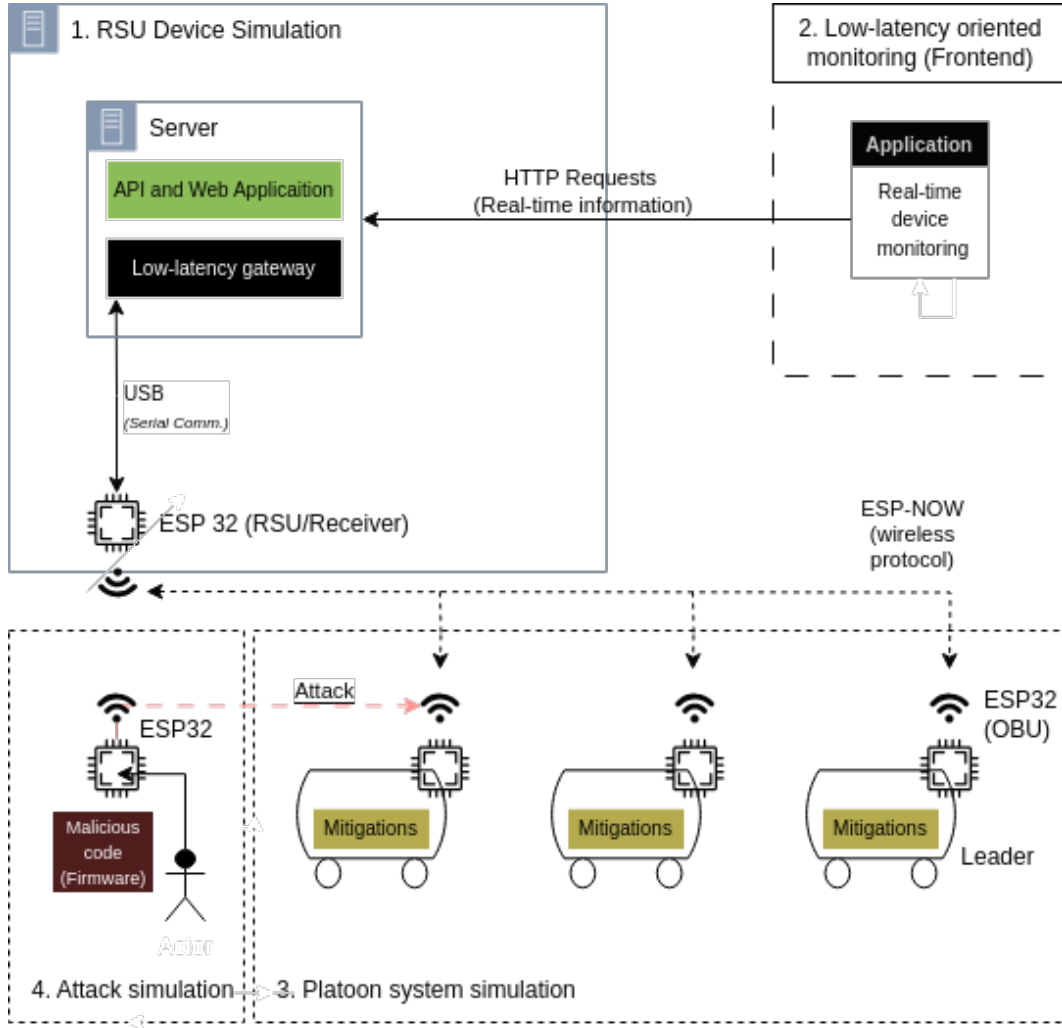 1. RSU Device Simulation
Server
API and Web Applicaition
Low-latency gateway
USB
(Serial Comm.)
ESP 32 (RSU/Receiver)
HTTP Requests
(Real-time information)
2. Low-latency oriented
monitoring (Frontend)
Application
Real-time
device
monitoring
ESP-NOW
(wireless
protocol)
ESP32
Malicious
code
(Firmware)
Actor
4. Attack simulation
Attack
Mitigations
Mitigations
Mitigations
ESP32
(OBU)
Leader
3. Platoon system simulation